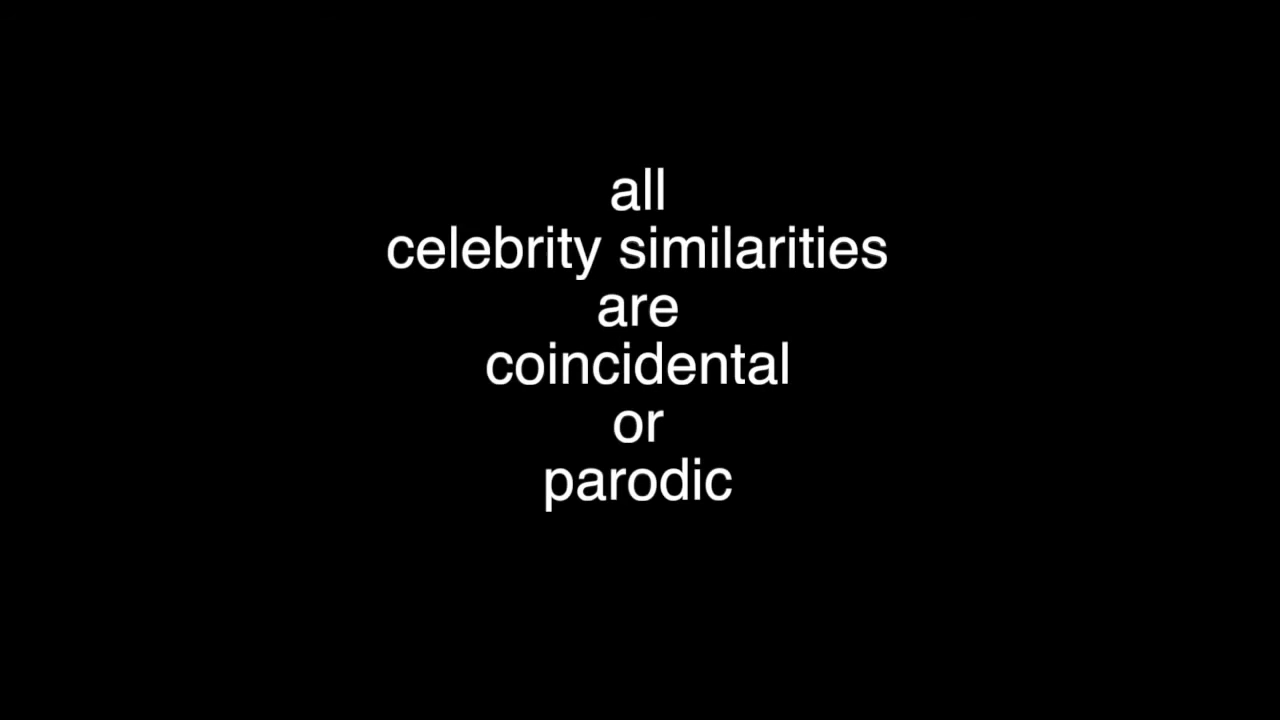 all
celebrity similarities
are
coincidental
or
parodic